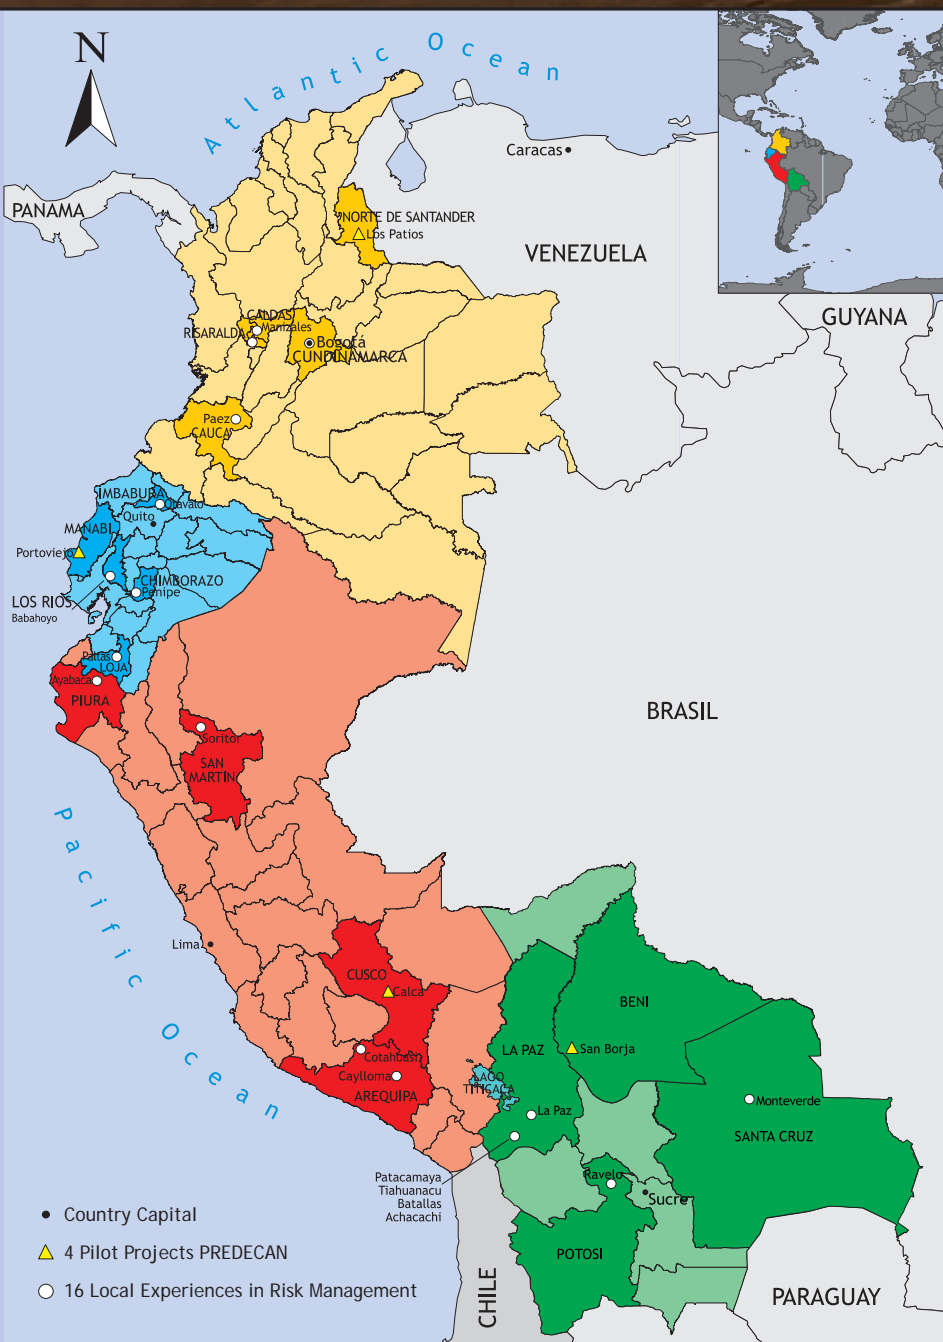 N
Atlantic Ocean
Caracas
PANAMA
NORTE DE SANTANDER
Los Patios
VENEZUELA
GUYANA
CALDAS
Manizales
RISARALDA
Bogotá
CUNDINAMARCA
Paez
CAUCA
IMBABURA
Otavalo
Quito
MANABI
Portoviejo
CHIMBORAZO
Penipe
LOS RIOS
Babahoyo
Paltas
LOJA
Ayabaca
PIURA
BRASIL
Soritor
SAN
MARTIN
Pacific Ocean
Lima
CUSCO
Calca
BENI
LA PAZ
San Borja
Cotahuasi
Caylloma
AREQUIPA
LAGO
TITICACA
La Paz
Monteverde
SANTA CRUZ
Patacamaya
Tiahuanacu
Batallas
Achacachi
Ravelo
Sucre
POTOSI
CHILE
PARAGUAY
Country Capital
4 Pilot Projects PREDECAN
16 Local Experiences in Risk Management